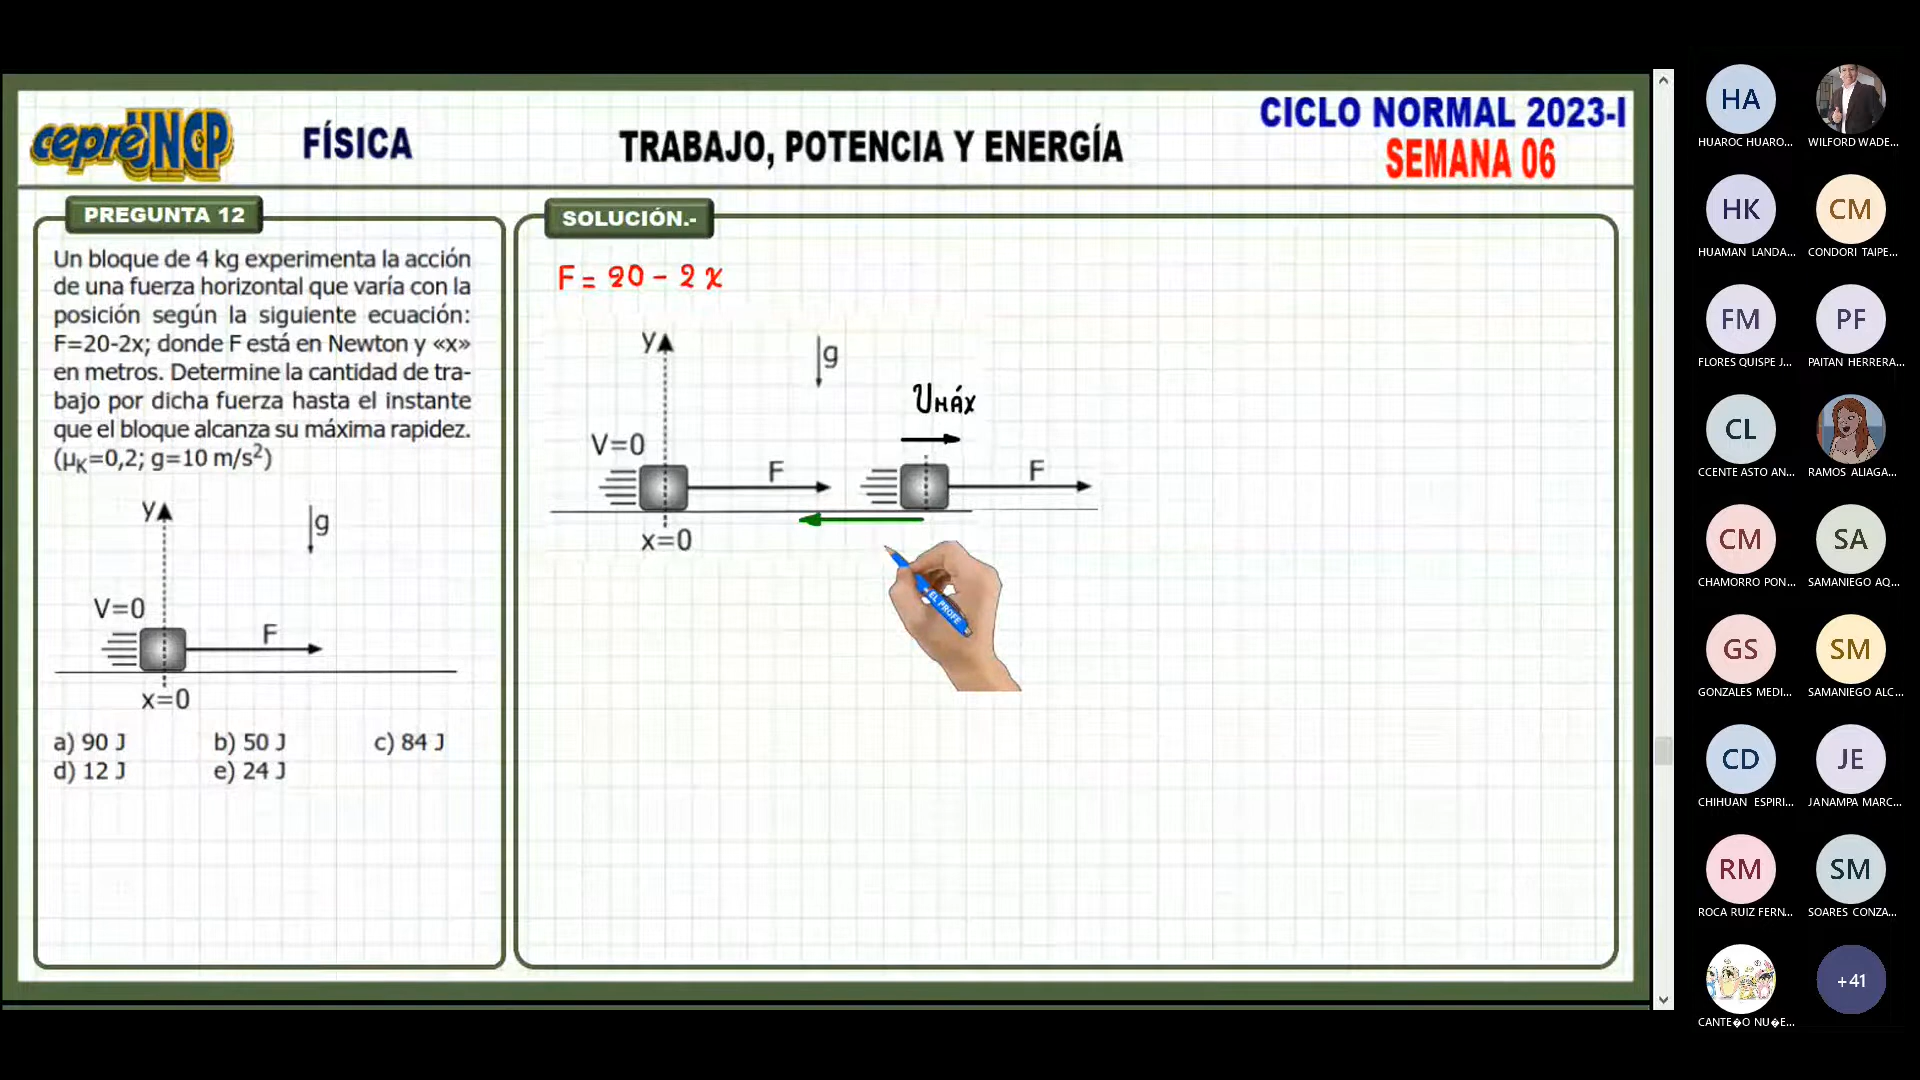 cepreUNCP
FÍSICA
TRABAJO, POTENCIA Y ENERGÍA
CICLO NORMAL 2023-I
SEMANA 06
PREGUNTA 12
Un bloque de 4 kg experimenta la acción
de una fuerza horizontal que varía con la
posición según la siguiente ecuación:
F=20-2x; donde F está en Newton y «x»
en metros. Determine la cantidad de tra-
bajo por dicha fuerza hasta el instante
que el bloque alcanza su máxima rapidez.
(μK=0,2; g=10 m/s²)
y
g
V=0
F
x=0
a) 90 J b) 50 J c) 84 J
d) 12 J e) 24 J
SOLUCIÓN.-
F = 20 - 2x
y
g
VMÁX
V=0
F
F
x=0
EL PROFE
HA
HUAROC HUARO...
WILFORD WADE...
HK
HUAMAN LANDA...
CM
CONDORI TAIPE...
FM
FLORES QUISPE J...
PF
PAITAN HERRERA...
CL
CCENTE ASTO AN...
RAMOS ALIAGA...
CM
CHAMORRO PON...
SA
SAMANIEGO AQ...
GS
GONZALES MEDI...
SM
SAMANIEGO ALC...
CD
CHIHUAN ESPIRI...
JE
JANAMPA MARC...
RM
ROCA RUIZ FERN...
SM
SOARES CONZA...
CANTE�O NU�E...
+41